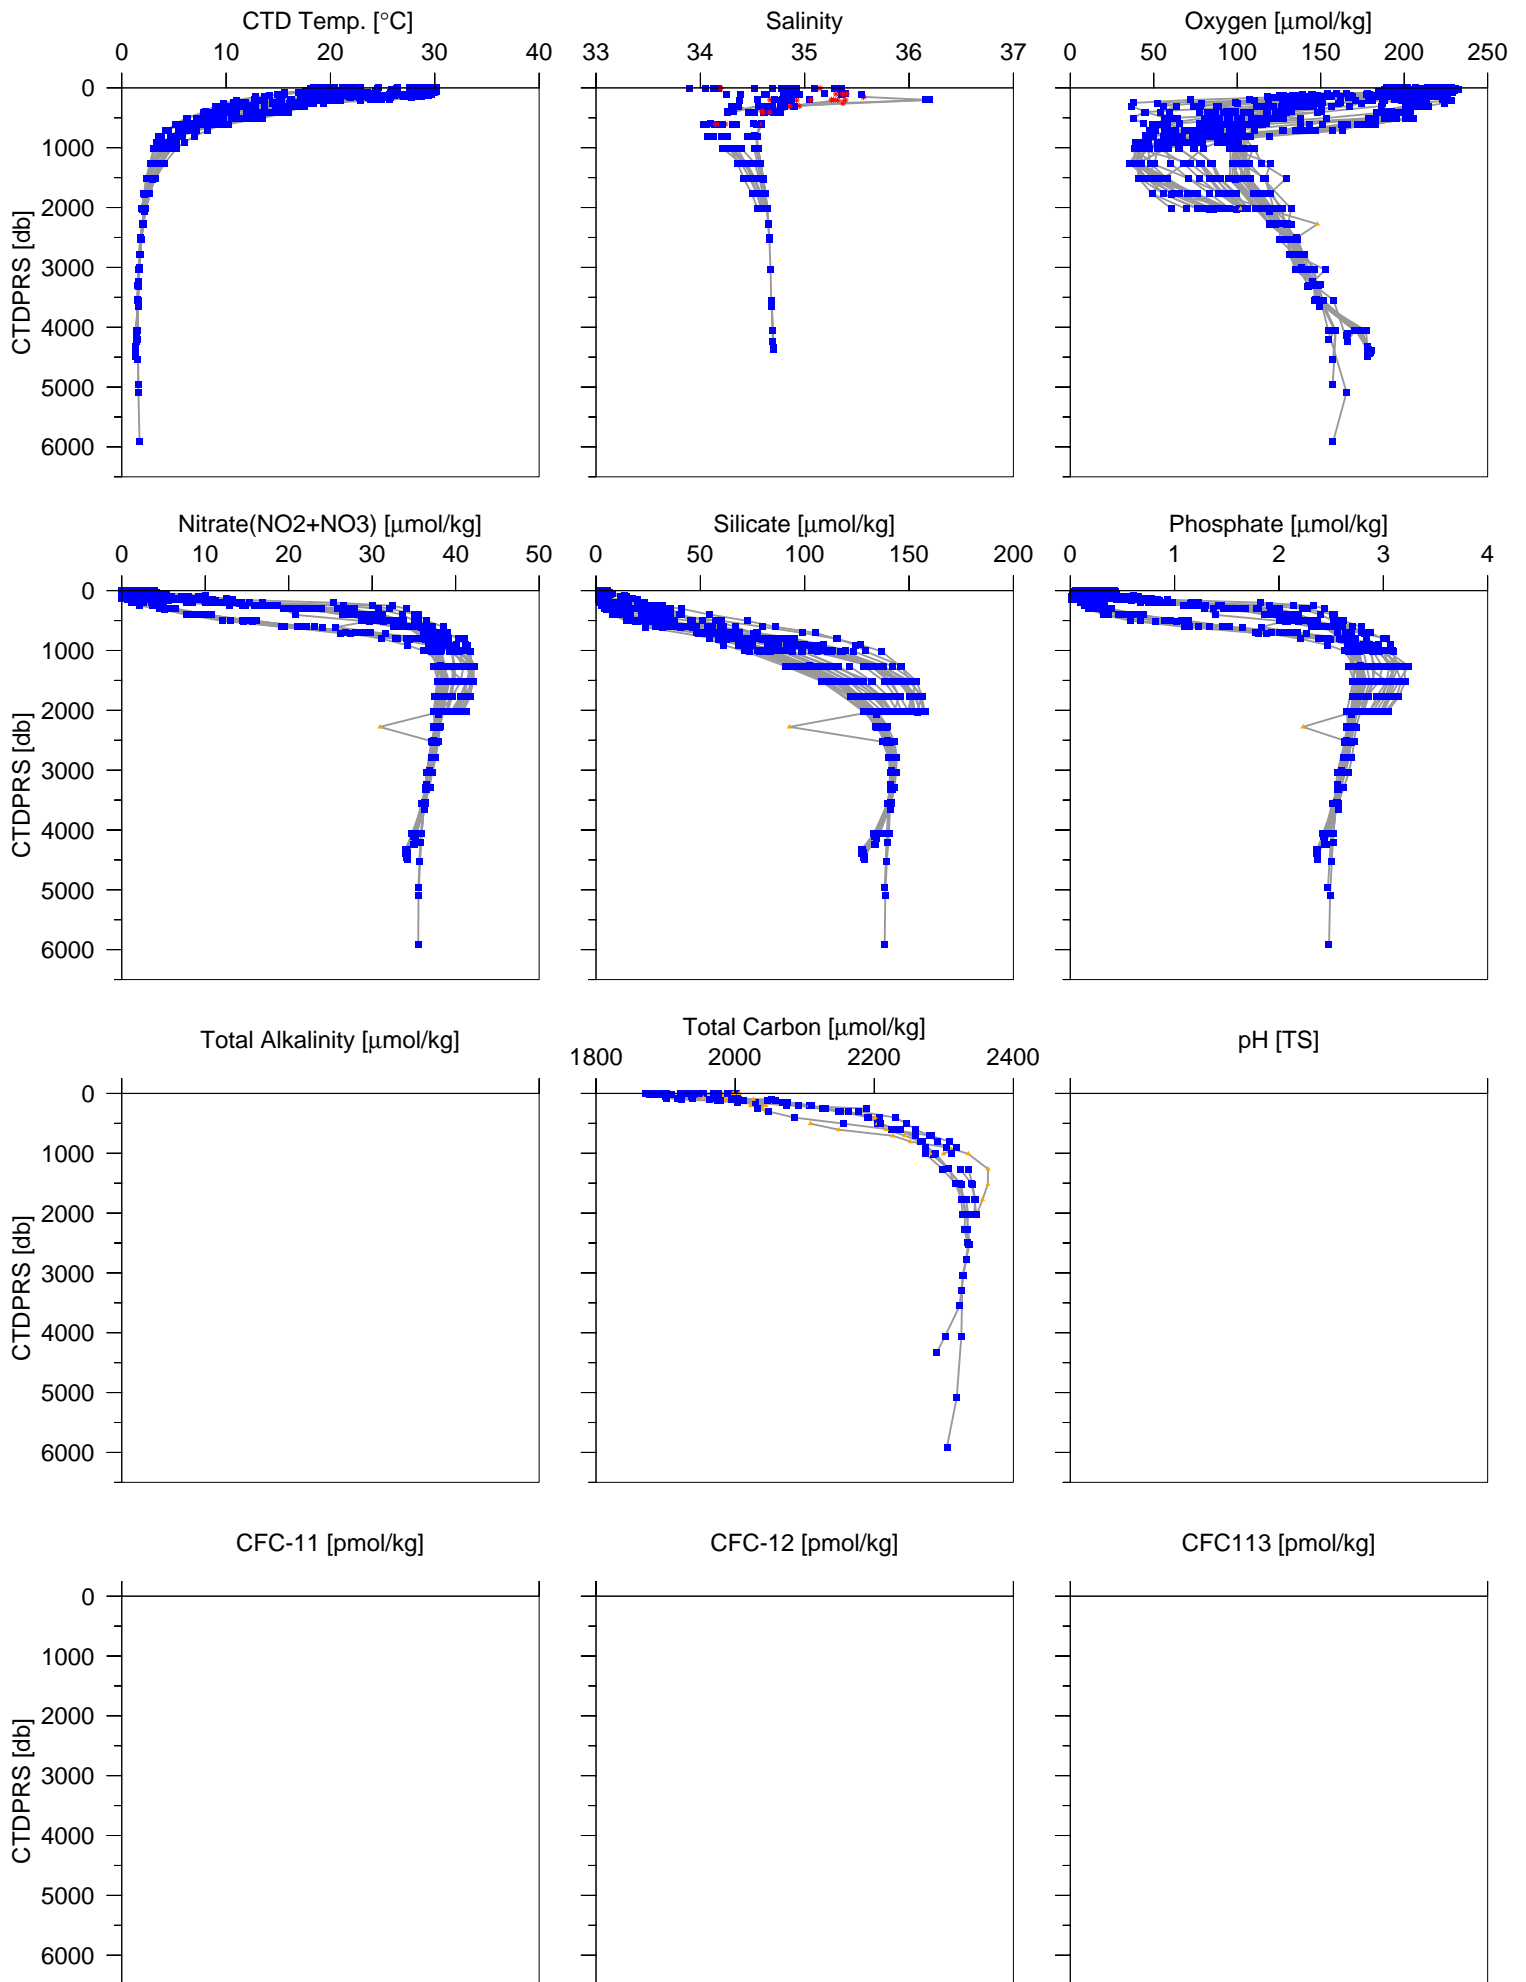 CTD Temp. [°C] Salinity Oxygen [μmol/kg]
0 10 20 30 40 33 34 35 36 37 0 50 100 150 200 250
0
1000
2000
3000
4000
5000
6000
CTDPRS [db]
Nitrate(NO2+NO3) [μmol/kg] Silicate [μmol/kg] Phosphate [μmol/kg]
0 10 20 30 40 50 0 50 100 150 200 0 1 2 3 4
0
1000
2000
3000
4000
5000
6000
CTDPRS [db]
Total Alkalinity [μmol/kg] Total Carbon [μmol/kg] pH [TS]
1800 2000 2200 2400
0
1000
2000
3000
4000
5000
6000
CTDPRS [db]
CFC-11 [pmol/kg] CFC-12 [pmol/kg] CFC113 [pmol/kg]
0
1000
2000
3000
4000
5000
6000
CTDPRS [db]